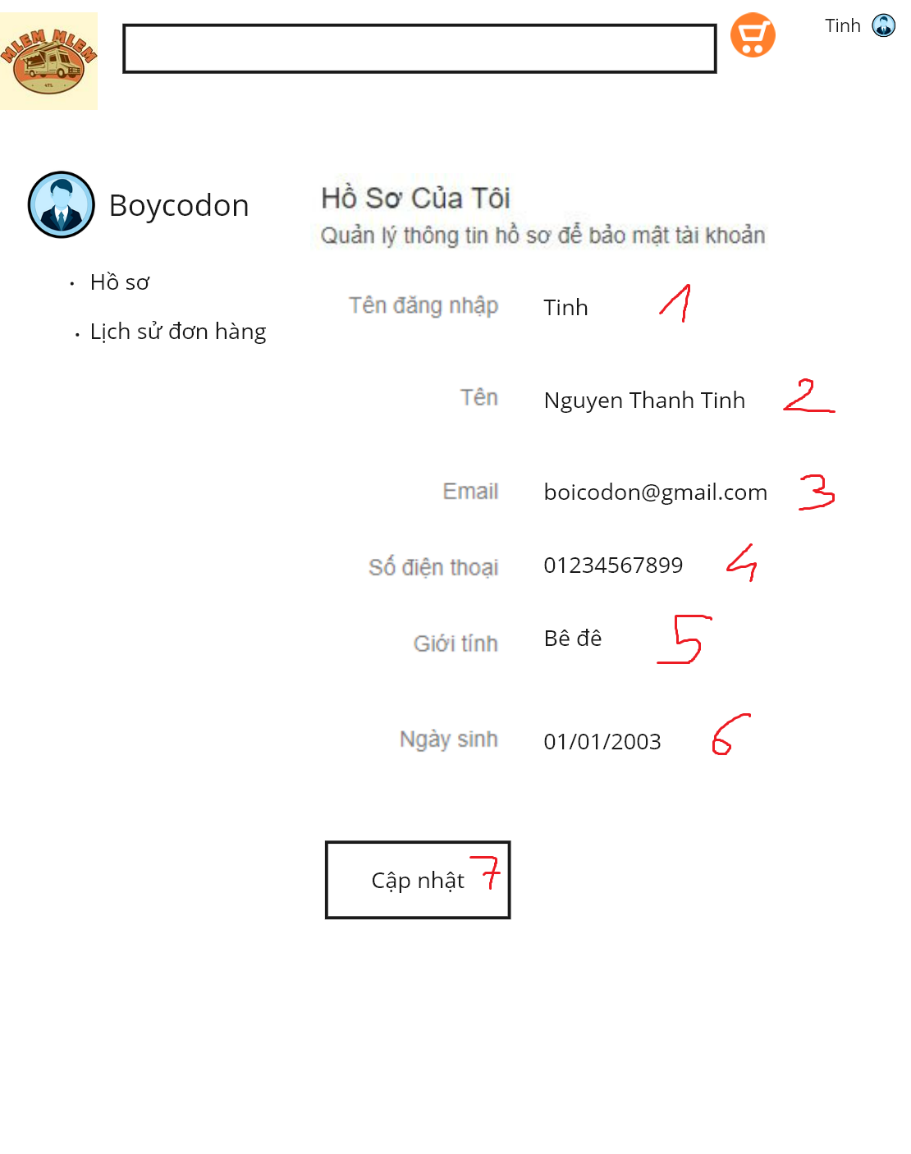 MLEM MLEM
Tinh
Boycodon
Hồ sơ
Lịch sử đơn hàng
Hồ Sơ Của Tôi
Quản lý thông tin hồ sơ để bảo mật tài khoản
Tên đăng nhập Tinh 1
Tên Nguyen Thanh Tinh 2
Email boicodon@gmail.com 3
Số điện thoại 01234567899 4
Giới tính Bê đê 5
Ngày sinh 01/01/2003 6
Cập nhật 7